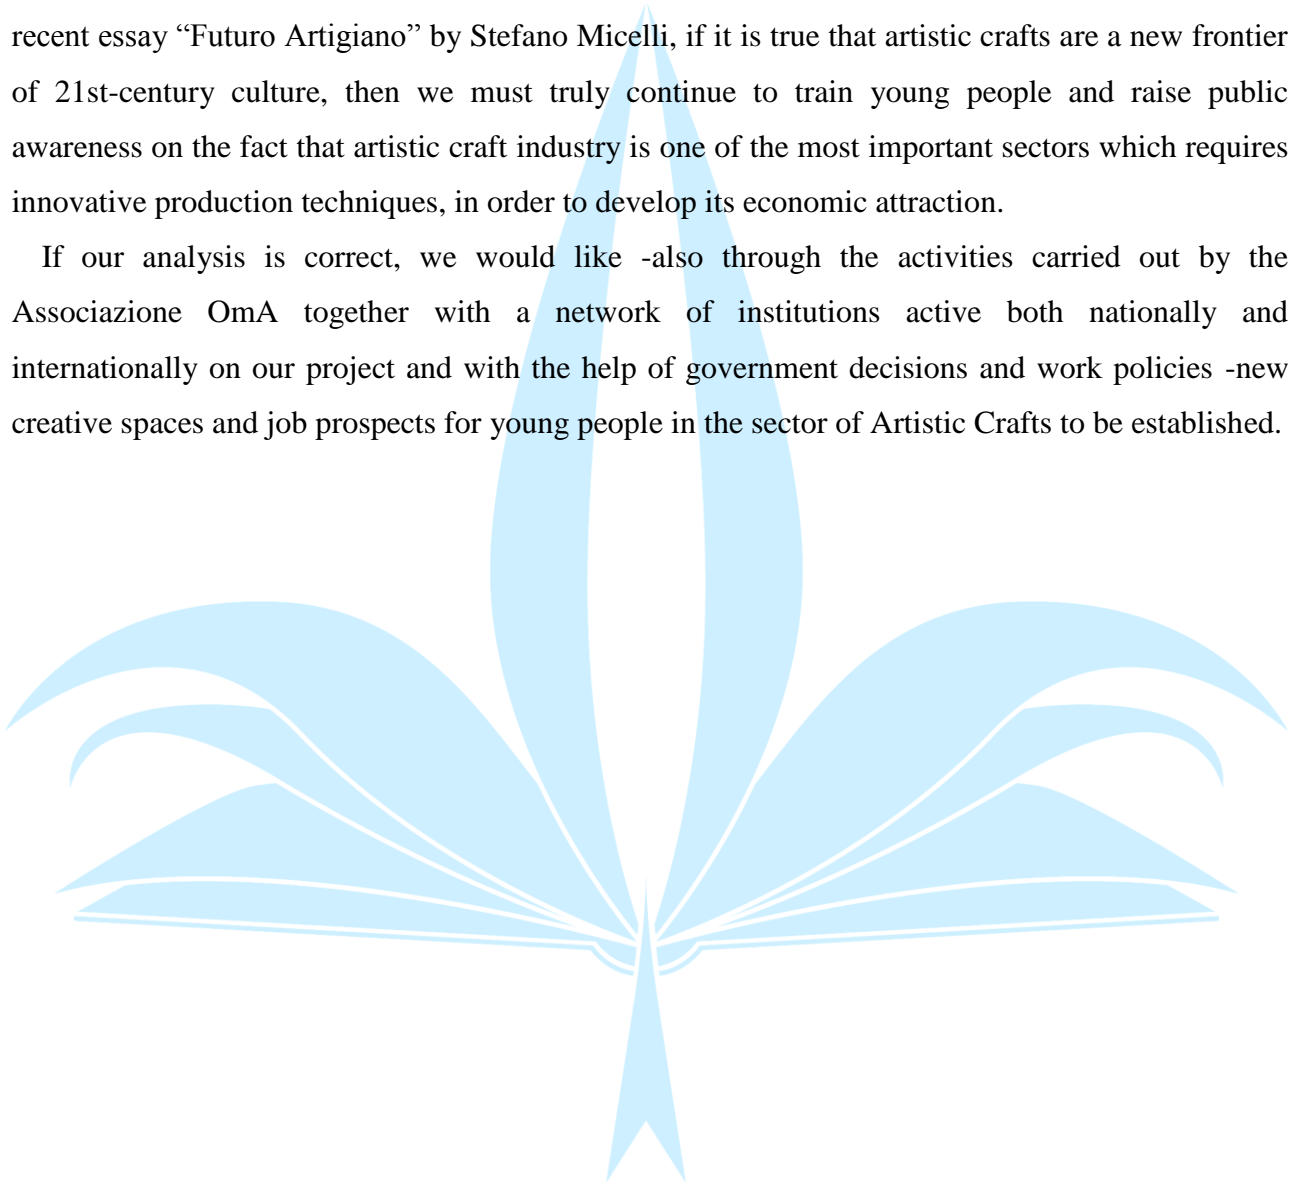 recent essay “Futuro Artigiano” by Stefano Micelli, if it is true that artistic crafts are a new frontier
of 21st-century culture, then we must truly continue to train young people and raise public
awareness on the fact that artistic craft industry is one of the most important sectors which requires
innovative production techniques, in order to develop its economic attraction.
If our analysis is correct, we would like -also through the activities carried out by the
Associazione OmA together with a network of institutions active both nationally and
internationally on our project and with the help of government decisions and work policies -new
creative spaces and job prospects for young people in the sector of Artistic Crafts to be established.